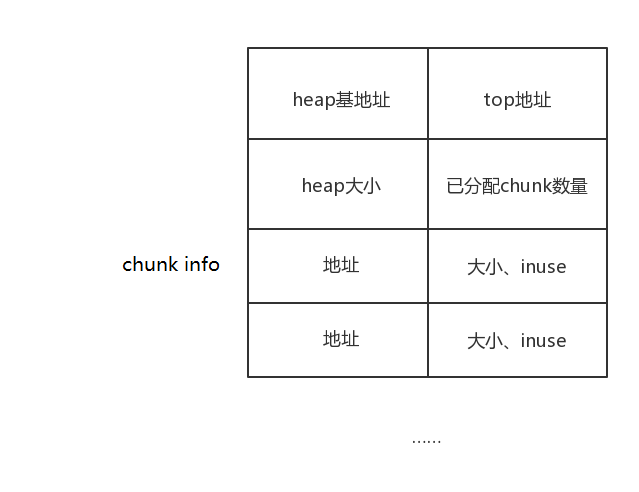 heap基地址 top地址
heap大小 已分配chunk数量
chunk info 地址 大小、inuse
地址 大小、inuse
……